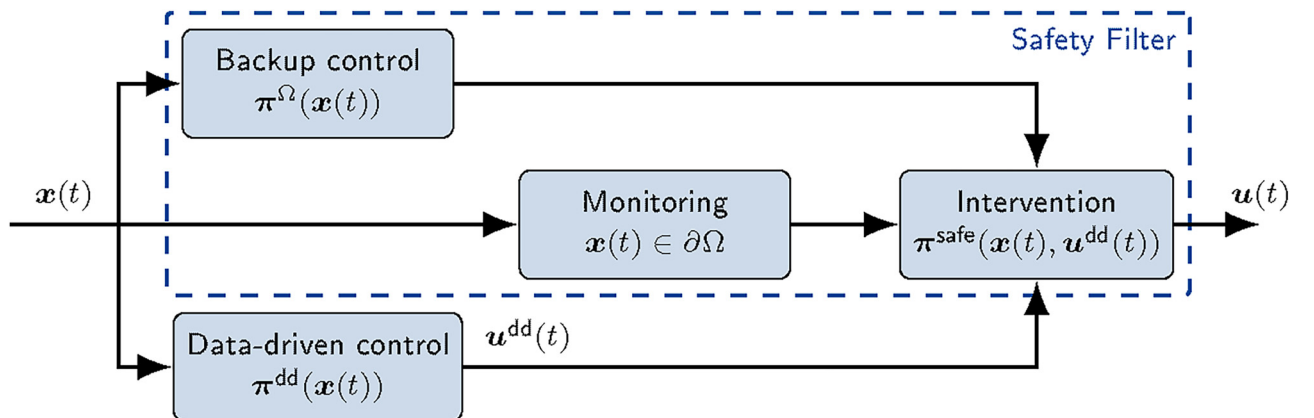 Safety Filter
Backup control
π^Ω(x(t))
x(t)
Monitoring
x(t) ∈ ∂Ω
Intervention
π^safe(x(t), u^dd(t))
u(t)
Data-driven control
π^dd(x(t))
u^dd(t)